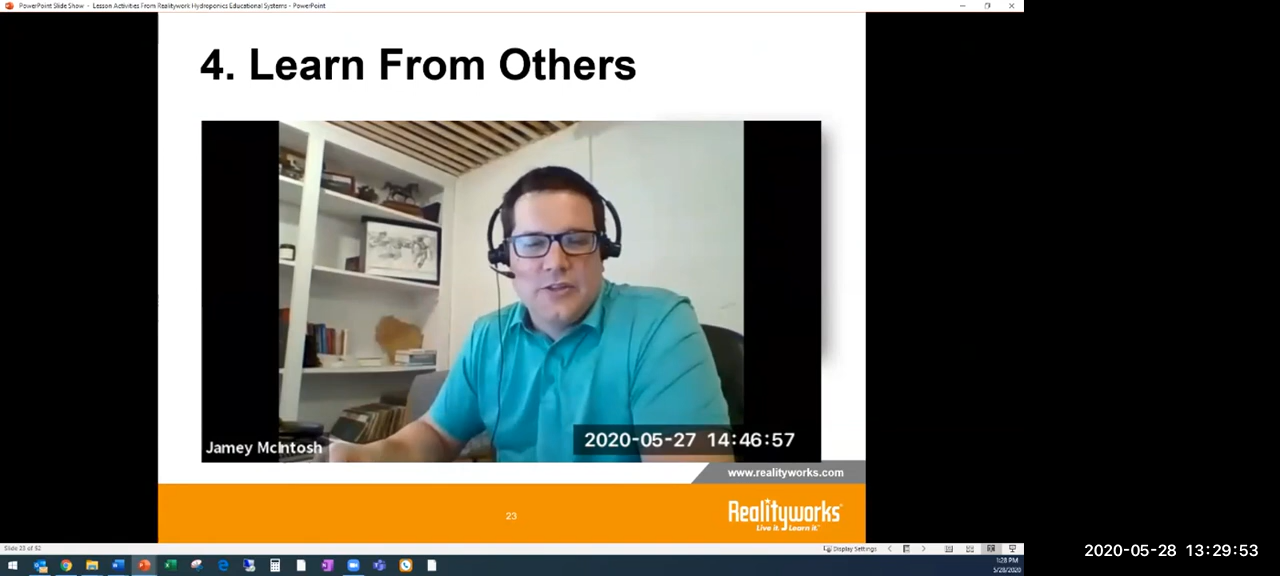 PowerPoint Slide Show - Lesson Activities From Realitywork Hydroponics Educational Systems - PowerPoint
4. Learn From Others
Jamey McIntosh
2020-05-27 14:46:57
www.realityworks.com
23
Realityworks
Live it. Learn it.
Slide 23 of 52
Display Settings
1:28 PM
5/28/2020
2020-05-28 13:29:53